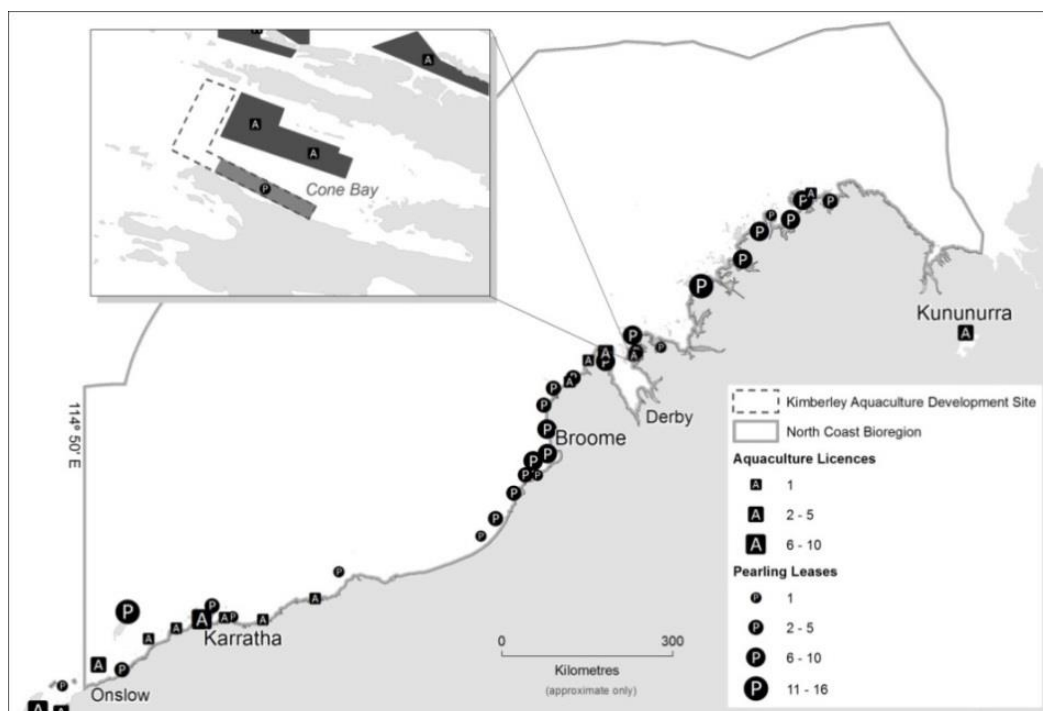 Cone Bay
114° 50' E
Kununurra
Derby
Broome
Karratha
Onslow
0 300
Kilometres
(approximate only)
Kimberley Aquaculture Development Site
North Coast Bioregion
Aquaculture Licences
A 1
A 2 - 5
A 6 - 10
Pearling Leases
P 1
P 2 - 5
P 6 - 10
P 11 - 16